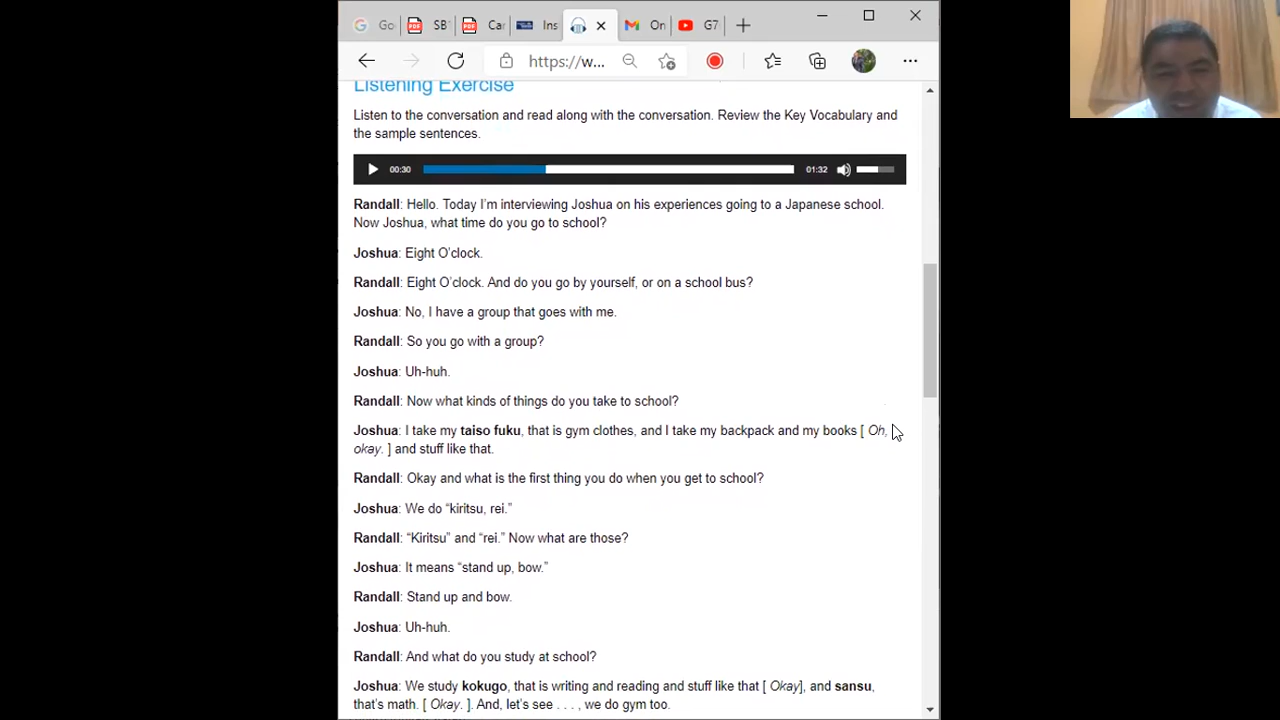 Go
SB
Car
Ins
On
G7
https://w...
Listening Exercise
Listen to the conversation and read along with the conversation. Review the Key Vocabulary and
the sample sentences.
00:30
01:32
Randall: Hello. Today I'm interviewing Joshua on his experiences going to a Japanese school.
Now Joshua, what time do you go to school?
Joshua: Eight O'clock.
Randall: Eight O'clock. And do you go by yourself, or on a school bus?
Joshua: No, I have a group that goes with me.
Randall: So you go with a group?
Joshua: Uh-huh.
Randall: Now what kinds of things do you take to school?
Joshua: I take my taiso fuku, that is gym clothes, and I take my backpack and my books [ Oh,
okay. ] and stuff like that.
Randall: Okay and what is the first thing you do when you get to school?
Joshua: We do “kiritsu, rei.”
Randall: “Kiritsu” and “rei.” Now what are those?
Joshua: It means “stand up, bow.”
Randall: Stand up and bow.
Joshua: Uh-huh.
Randall: And what do you study at school?
Joshua: We study kokugo, that is writing and reading and stuff like that [ Okay], and sansu,
that's math. [ Okay. ]. And, let's see . . . , we do gym too.